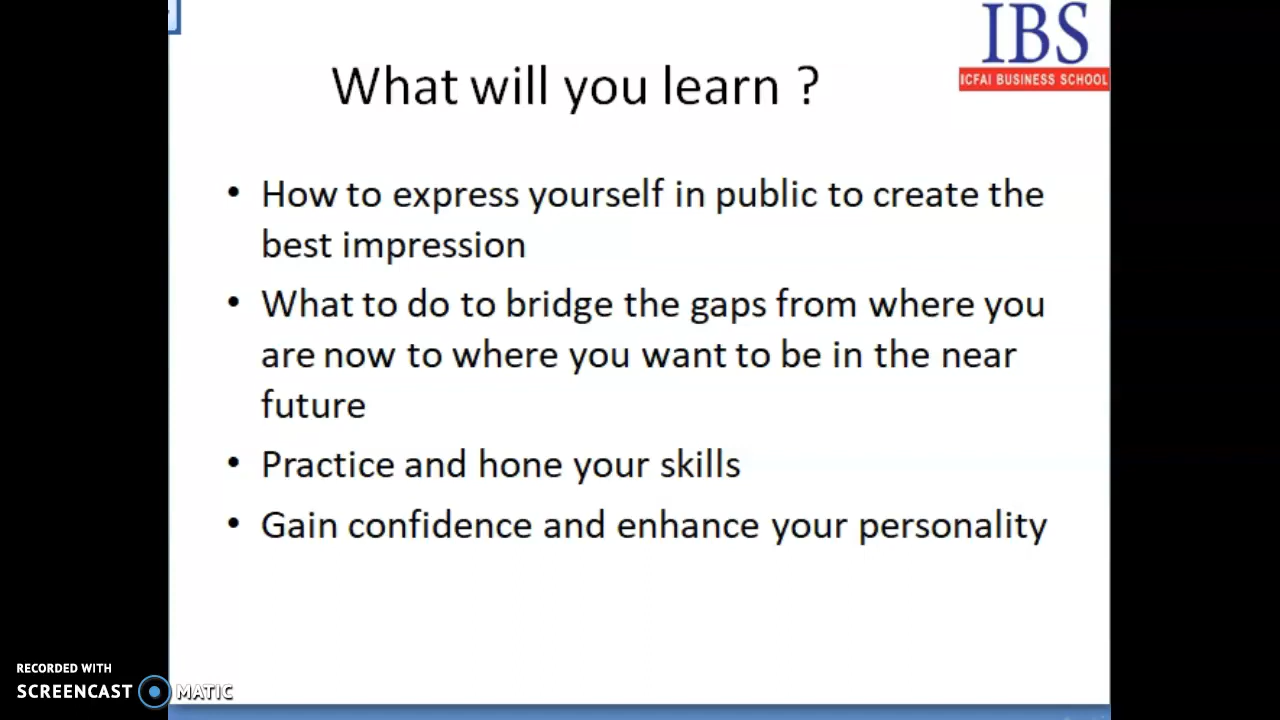 IBS
ICFAI BUSINESS SCHOOL
What will you learn ?
• How to express yourself in public to create the
best impression
• What to do to bridge the gaps from where you
are now to where you want to be in the near
future
• Practice and hone your skills
• Gain confidence and enhance your personality
RECORDED WITH
SCREENCAST MATIC